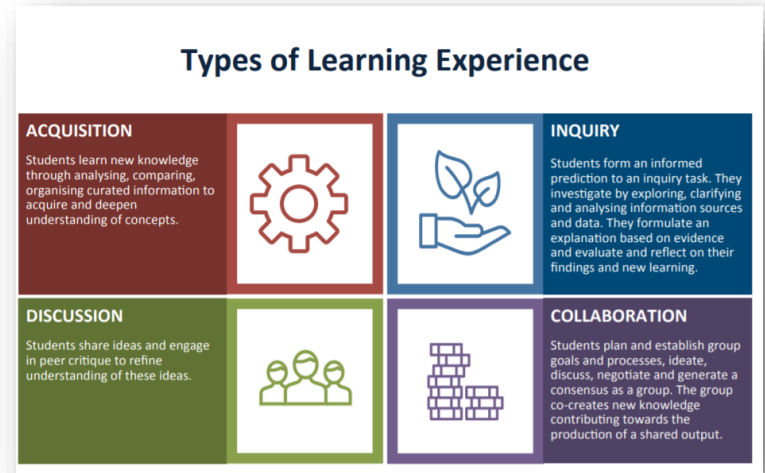 Types of Learning Experience
ACQUISITION
Students learn new knowledge
through analysing, comparing,
organising curated information to
acquire and deepen
understanding of concepts.
INQUIRY
Students form an informed
prediction to an inquiry task. They
investigate by exploring, clarifying
and analysing information sources
and data. They formulate an
explanation based on evidence
and evaluate and reflect on their
findings and new learning.
DISCUSSION
Students share ideas and engage
in peer critique to refine
understanding of these ideas.
COLLABORATION
Students plan and establish group
goals and processes, ideate,
discuss, negotiate and generate a
consensus as a group. The group
co-creates new knowledge
contributing towards the
production of a shared output.